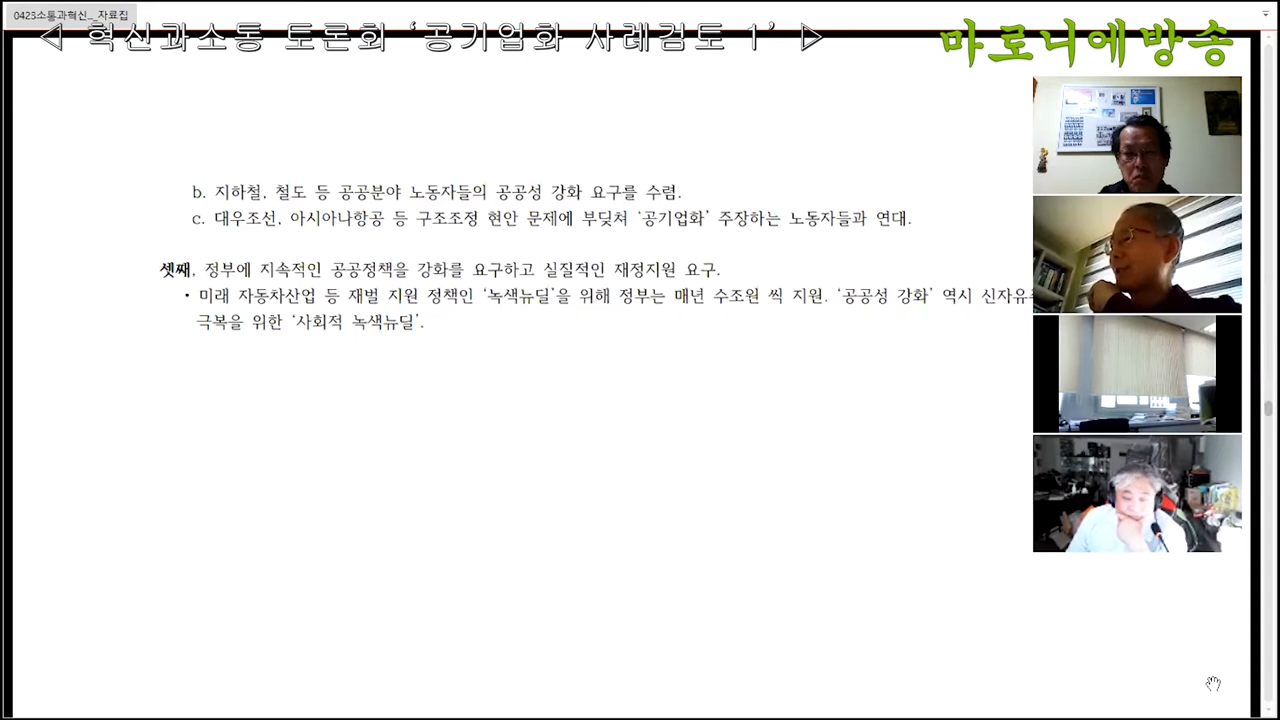 0423소통과혁신_ 자료집
◁ 혁신과소통 토론회 ‘공기업화 사례검토 1’ ▷
마로니에방송
b. 지하철, 철도 등 공공분야 노동자들의 공공성 강화 요구를 수렴.
c. 대우조선, 아시아나항공 등 구조조정 현안 문제에 부딪쳐 ‘공기업화’ 주장하는 노동자들과 연대.
셋째, 정부에 지속적인 공공정책을 강화를 요구하고 실질적인 재정지원 요구.
• 미래 자동차산업 등 재벌 지원 정책인 ‘녹색뉴딜’을 위해 정부는 매년 수조원 씩 지원. ‘공공성 강화’ 역시 신자유
극복을 위한 ‘사회적 녹색뉴딜’.